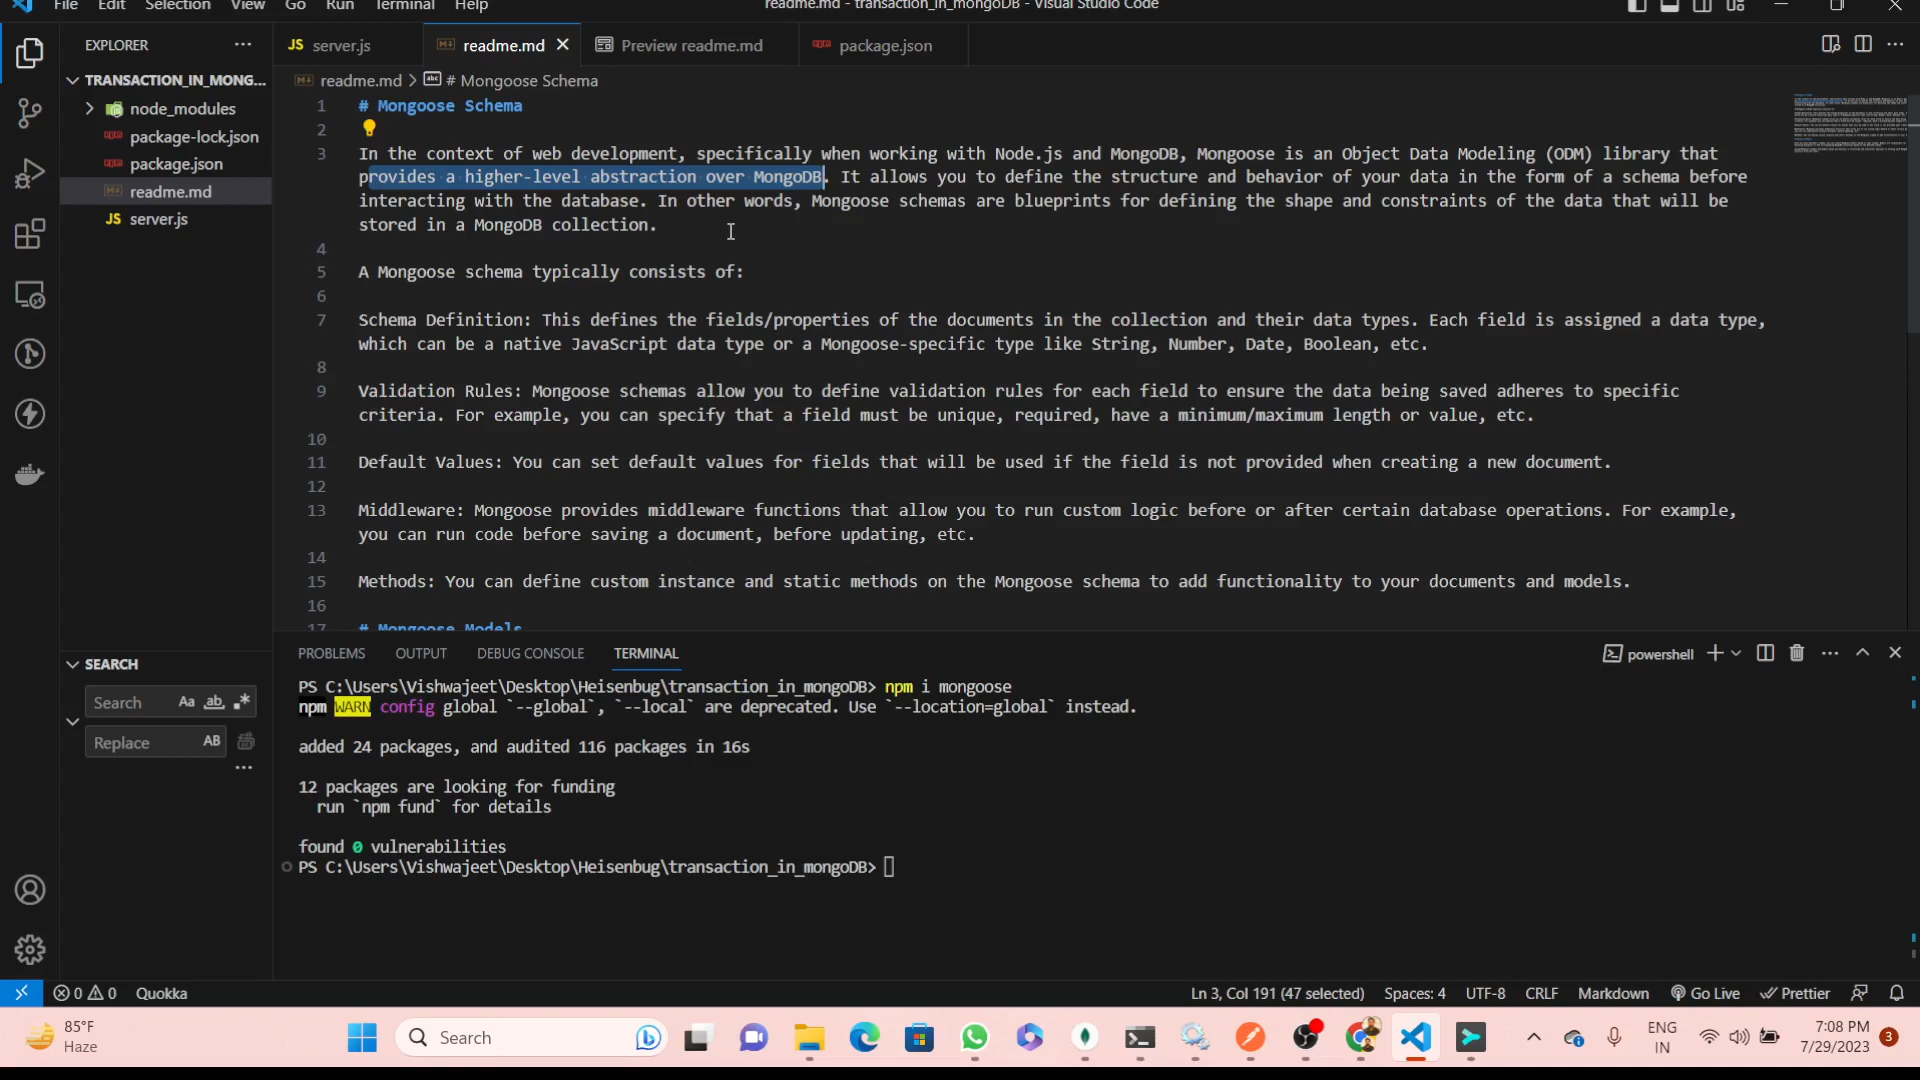 File Edit Selection View Go Run Terminal Help
readme.md - transaction_in_mongoDB - Visual Studio Code
EXPLORER
TRANSACTION_IN_MONG...
node_modules
package-lock.json
package.json
readme.md
JS server.js
JS server.js
readme.md
Preview readme.md
package.json
readme.md > # Mongoose Schema
1 # Mongoose Schema
2
3 In the context of web development, specifically when working with Node.js and MongoDB, Mongoose is an Object Data Modeling (ODM) library that
provides a higher-level abstraction over MongoDB. It allows you to define the structure and behavior of your data in the form of a schema before
interacting with the database. In other words, Mongoose schemas are blueprints for defining the shape and constraints of the data that will be
stored in a MongoDB collection.
4
5 A Mongoose schema typically consists of:
6
7 Schema Definition: This defines the fields/properties of the documents in the collection and their data types. Each field is assigned a data type,
which can be a native JavaScript data type or a Mongoose-specific type like String, Number, Date, Boolean, etc.
8
9 Validation Rules: Mongoose schemas allow you to define validation rules for each field to ensure the data being saved adheres to specific
criteria. For example, you can specify that a field must be unique, required, have a minimum/maximum length or value, etc.
10
11 Default Values: You can set default values for fields that will be used if the field is not provided when creating a new document.
12
13 Middleware: Mongoose provides middleware functions that allow you to run custom logic before or after certain database operations. For example,
you can run code before saving a document, before updating, etc.
14
15 Methods: You can define custom instance and static methods on the Mongoose schema to add functionality to your documents and models.
16
17 # Mongoose Models
SEARCH
Search Aa ab
Replace AB
PROBLEMS OUTPUT DEBUG CONSOLE TERMINAL
powershell
PS C:\Users\Vishwajeet\Desktop\Heisenbug\transaction_in_mongoDB> npm i mongoose
npm WARN config global `--global`, `--local` are deprecated. Use `--location=global` instead.
added 24 packages, and audited 116 packages in 16s
12 packages are looking for funding
run `npm fund` for details
found 0 vulnerabilities
PS C:\Users\Vishwajeet\Desktop\Heisenbug\transaction_in_mongoDB>
0 0 Quokka
Ln 3, Col 191 (47 selected) Spaces: 4 UTF-8 CRLF Markdown Go Live Prettier
85°F
Haze
Search
ENG
IN
7:08 PM
7/29/2023
3